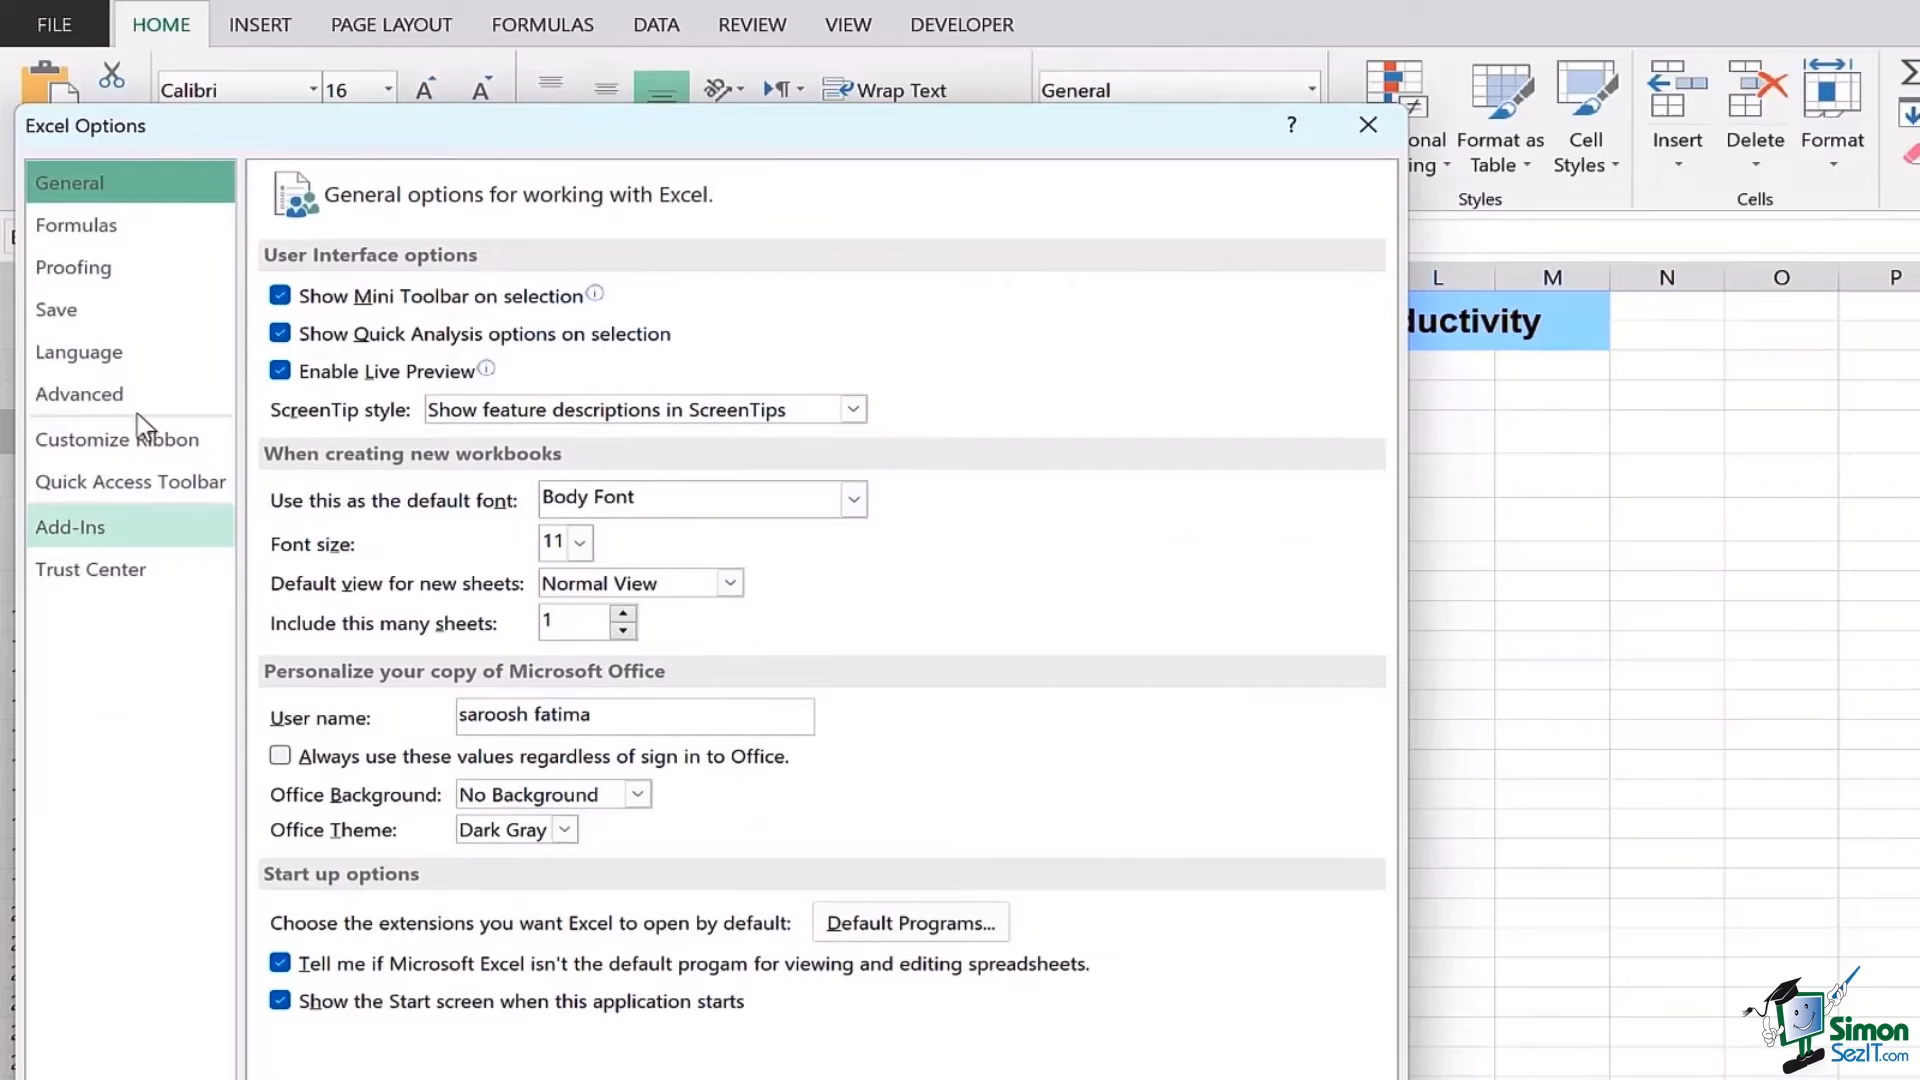 FILE HOME INSERT PAGE LAYOUT FORMULAS DATA REVIEW VIEW DEVELOPER
Calibri 16 Wrap Text General
onal Format as Cell Insert Delete Format
ing Table Styles
Styles Cells
Excel Options ?
General
Formulas
Proofing
Save
Language
Advanced
Customize Ribbon
Quick Access Toolbar
Add-Ins
Trust Center
General options for working with Excel.
User Interface options
Show Mini Toolbar on selection
Show Quick Analysis options on selection
Enable Live Preview
ScreenTip style: Show feature descriptions in ScreenTips
When creating new workbooks
Use this as the default font: Body Font
Font size: 11
Default view for new sheets: Normal View
Include this many sheets: 1
Personalize your copy of Microsoft Office
User name: saroosh fatima
Always use these values regardless of sign in to Office.
Office Background: No Background
Office Theme: Dark Gray
Start up options
Choose the extensions you want Excel to open by default: Default Programs...
Tell me if Microsoft Excel isn't the default progam for viewing and editing spreadsheets.
Show the Start screen when this application starts
L M N O P
ductivity
Simon
SezIT.com